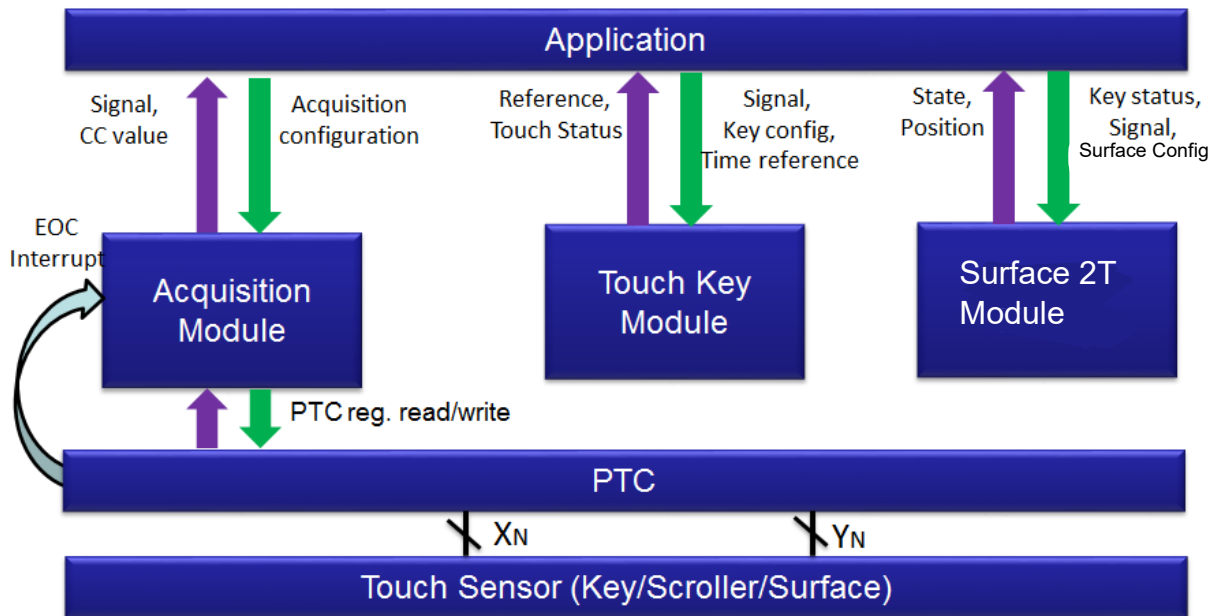 Application
Signal,
CC value
Acquisition
configuration
Reference,
Touch Status
Signal,
Key config,
Time reference
State,
Position
Key status,
Signal,
Surface Config
EOC
Interrupt
Acquisition
Module
Touch Key
Module
Surface 2T
Module
PTC reg. read/write
PTC
XN
YN
Touch Sensor (Key/Scroller/Surface)